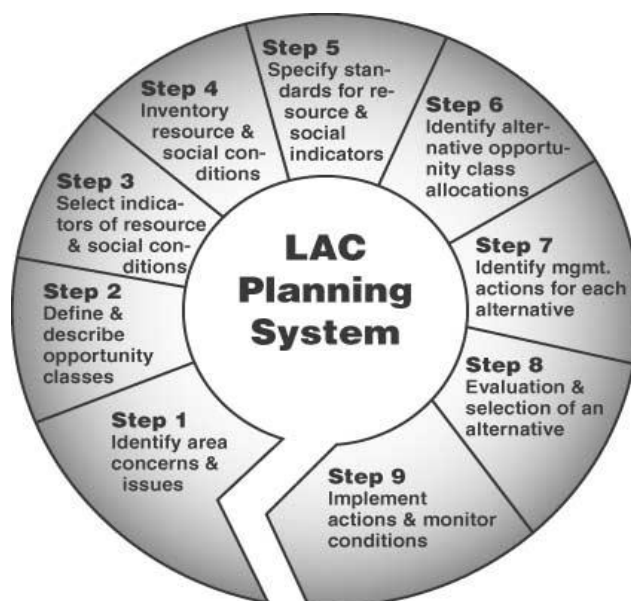 LAC
Planning
System
Step 1
Identify area
concerns &
issues
Step 2
Define &
describe
opportunity
classes
Step 3
Select indica-
tors of resource
& social con-
ditions
Step 4
Inventory
resource &
social con-
ditions
Step 5
Specify stan-
dards for re-
source &
social
indicators
Step 6
Identify alter-
native opportu-
nity class
allocations
Step 7
Identify mgmt.
actions for each
alternative
Step 8
Evaluation &
selection of an
alternative
Step 9
Implement
actions & monitor
conditions